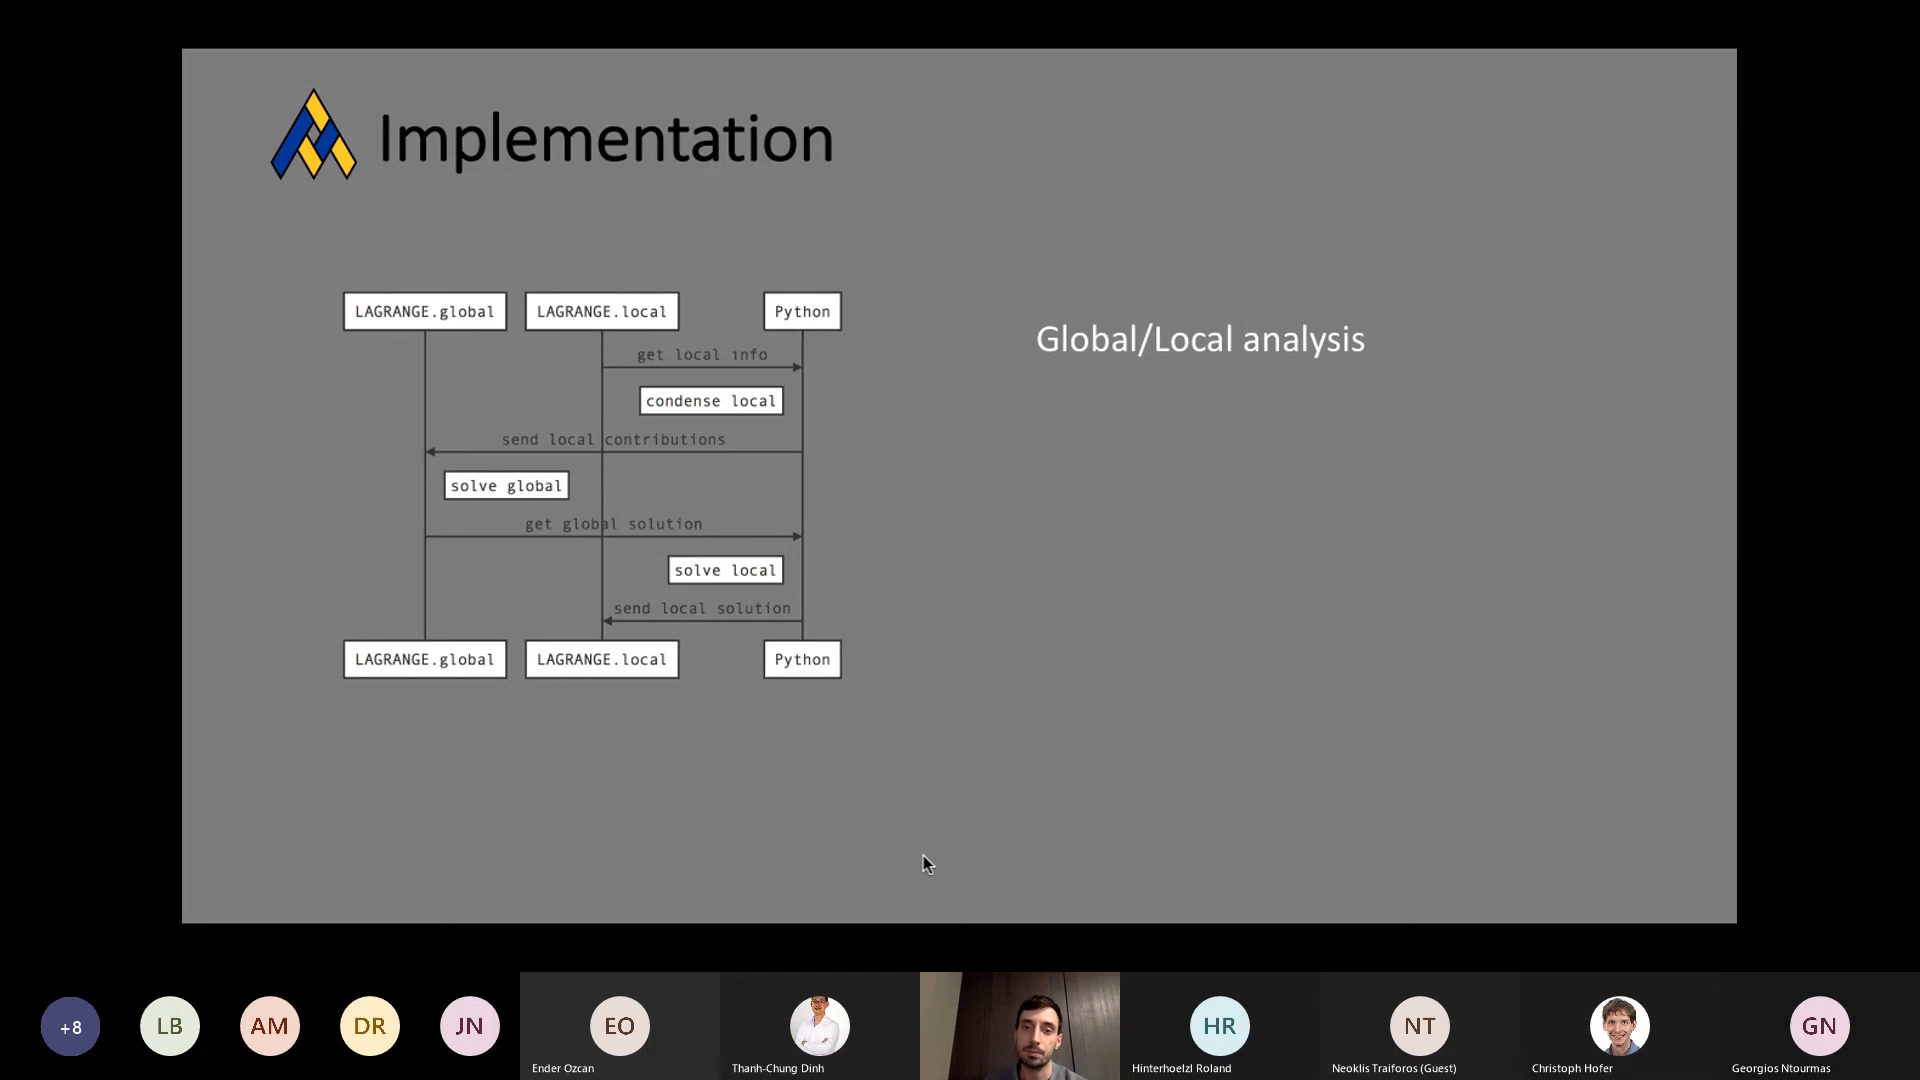 Implementation
LAGRANGE.global LAGRANGE.local Python
get local info
Global/Local analysis
condense local
send local contributions
solve global
get global solution
solve local
send local solution
LAGRANGE.global LAGRANGE.local Python
+8 LB AM DR JN EO HR NT GN
Ender Ozcan Thanh-Chung Dinh Hinterhoelzl Roland Neoklis Traiforos (Guest) Christoph Hofer Georgios Ntourmas